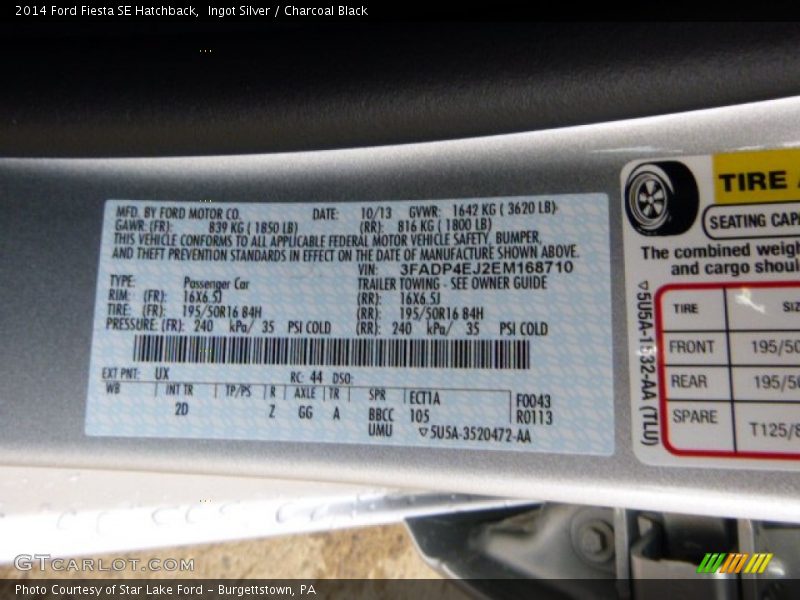 2014 Ford Fiesta SE Hatchback, Ingot Silver / Charcoal Black
MFD. BY FORD MOTOR CO. DATE: 10/13 GVWR: 1642 KG ( 3620 LB)
GAWR: (FR): 839 KG ( 1850 LB) (RR): 816 KG ( 1800 LB)
THIS VEHICLE CONFORMS TO ALL APPLICABLE FEDERAL MOTOR VEHICLE SAFETY, BUMPER,
AND THEFT PREVENTION STANDARDS IN EFFECT ON THE DATE OF MANUFACTURE SHOWN ABOVE.
VIN: 3FADP4EJ2EM168710
TYPE: Passenger Car TRAILER TOWING - SEE OWNER GUIDE
RIM: (FR): 16X6.5J (RR): 16X6.5J
TIRE: (FR): 195/50R16 84H (RR): 195/50R16 84H
PRESSURE: (FR): 240 kPa/ 35 PSI COLD (RR): 240 kPa/ 35 PSI COLD
EXT PNT: UX RC: 44 DSO:
WB INT TR TP/PS R AXLE TR SPR ECT1A F0043
2D Z GG A BBCC 105 R0113
UMU ▽5U5A-3520472-AA
TIRE
SEATING
The combined
and cargo
▽5U5A-1532-AA (TLU)
TIRE
FRONT 195/50
REAR 195/50
SPARE T125/8
GTCARLOT.COM
Photo Courtesy of Star Lake Ford – Burgettstown, PA